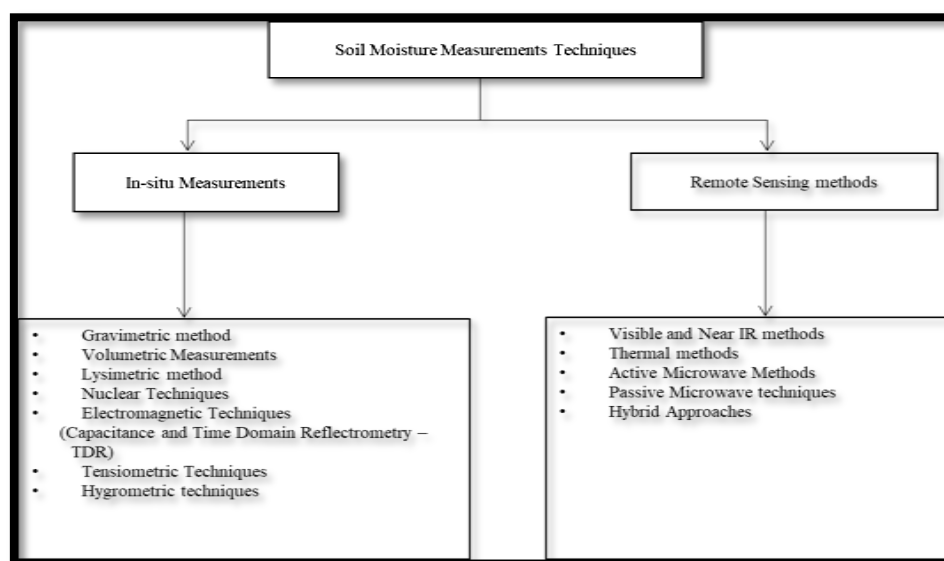 Soil Moisture Measurements Techniques
In-situ Measurements
Remote Sensing methods
• Gravimetric method
• Volumetric Measurements
• Lysimetric method
• Nuclear Techniques
• Electromagnetic Techniques
(Capacitance and Time Domain Reflectrometry –
TDR)
• Tensiometric Techniques
• Hygrometric techniques
• Visible and Near IR methods
• Thermal methods
• Active Microwave Methods
• Passive Microwave techniques
• Hybrid Approaches